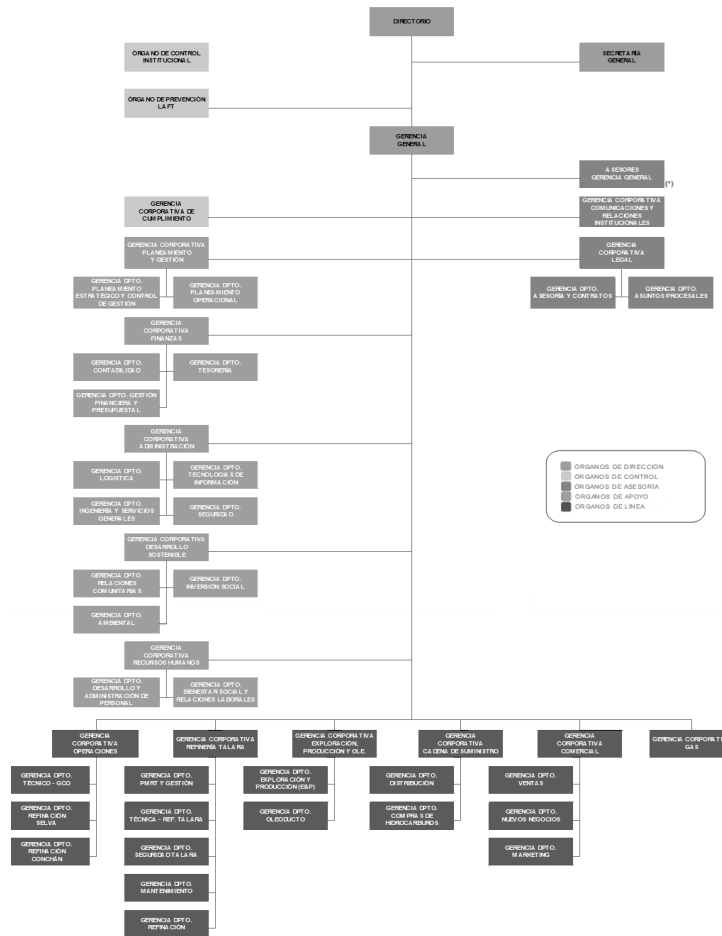 DIRECTORIO
ÓRGANO DE CONTROL
INSTITUCIONAL
SECRETARÍA
GENERAL
ÓRGANO DE PREVENCIÓN
LAFT
GERENCIA
GENERAL
ASESORES
GERENCIA GENERAL
(*)
GERENCIA
CORPORATIVA DE
CUMPLIMIENTO
GERENCIA CORPORATIVA
COMUNICACIONES Y
RELACIONES
INSTITUCIONALES
GERENCIA CORPORATIVA
PLANEAMIENTO
Y GESTIÓN
GERENCIA
CORPORATIVA
LEGAL
GERENCIA DPTO.
PLANEAMIENTO
ESTRATÉGICO Y CONTROL
DE GESTIÓN
GERENCIA DPTO.
PLANEAMIENTO
OPERACIONAL
GERENCIA DPTO.
ASESORÍA Y CONTRATOS
GERENCIA DPTO.
ASUNTOS PROCESALES
GERENCIA
CORPORATIVA
FINANZAS
GERENCIA DPTO.
CONTABILIDAD
GERENCIA DPTO.
TESORERÍA
GERENCIA DPTO. GESTIÓN
FINANCIERA Y
PRESUPUESTAL
GERENCIA
CORPORATIVA
ADMINISTRACIÓN
GERENCIA DPTO.
LOGÍSTICA
GERENCIA DPTO.
TECNOLOGÍAS DE
INFORMACIÓN
GERENCIA DPTO.
INGENIERÍA Y SERVICIOS
GENERALES
GERENCIA DPTO.
SEGURIDAD
ÓRGANOS DE DIRECCIÓN
ÓRGANOS DE CONTROL
ÓRGANOS DE ASESORÍA
ÓRGANOS DE APOYO
ÓRGANOS DE LÍNEA
GERENCIA CORPORATIVA
DESARROLLO
SOSTENIBLE
GERENCIA DPTO.
RELACIONES
COMUNITARIAS
GERENCIA DPTO.
INVERSIÓN SOCIAL
GERENCIA DPTO.
AMBIENTAL
GERENCIA
CORPORATIVA
RECURSOS HUMANOS
GERENCIA DPTO.
DESARROLLO Y
ADMINISTRACIÓN DE
PERSONAL
GERENCIA DPTO.
BIENESTAR SOCIAL Y
RELACIONES LABORALES
GERENCIA
CORPORATIVA
OPERACIONES
GERENCIA CORPORATIVA
REFINERÍA TALARA
GERENCIA CORPORATIVA
EXPLORACIÓN,
PRODUCCIÓN Y OLE.
GERENCIA
CORPORATIVA
CADENA DE SUMINISTRO
GERENCIA
CORPORATIVA
COMERCIAL
GERENCIA CORPORATI
GAS
GERENCIA DPTO.
TÉCNICO - GCO
GERENCIA DPTO.
REFINACIÓN
SELVA
GERENCIA DPTO.
REFINACIÓN
CONCHÁN
GERENCIA DPTO.
PMRT Y GESTIÓN
GERENCIA DPTO.
TÉCNICA - REF. TALARA
GERENCIA DPTO.
SEGURIDAD TALARA
GERENCIA DPTO.
MANTENIMIENTO
GERENCIA DPTO.
REFINACIÓN
GERENCIA DPTO.
EXPLORACIÓN Y
PRODUCCIÓN (E&P)
GERENCIA DPTO.
OLEODUCTO
GERENCIA DPTO.
DISTRIBUCIÓN
GERENCIA DPTO.
COMPRAS DE
HIDROCARBUROS
GERENCIA DPTO.
VENTAS
GERENCIA DPTO.
NUEVOS NEGOCIOS
GERENCIA DPTO.
MARKETING